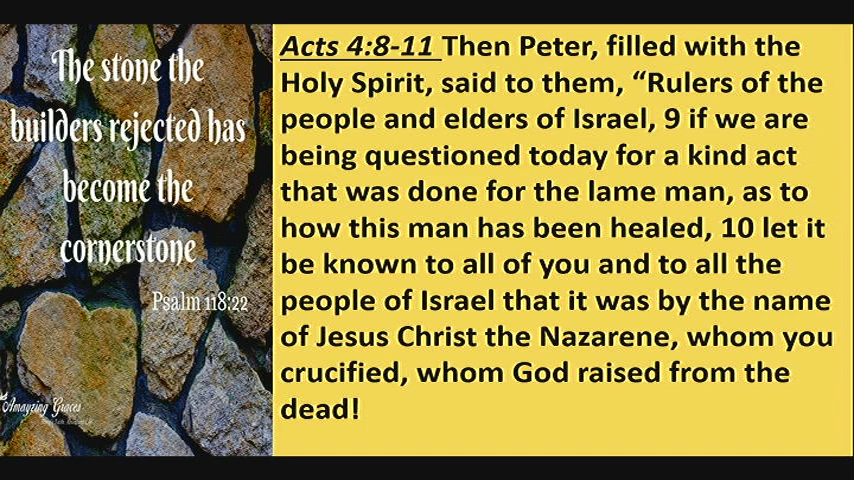 The stone the
builders rejected has
become the
cornerstone
Psalm 118:22
Amazying Graces
Acts 4:8-11 Then Peter, filled with the
Holy Spirit, said to them, “Rulers of the
people and elders of Israel, 9 if we are
being questioned today for a kind act
that was done for the lame man, as to
how this man has been healed, 10 let it
be known to all of you and to all the
people of Israel that it was by the name
of Jesus Christ the Nazarene, whom you
crucified, whom God raised from the
dead!